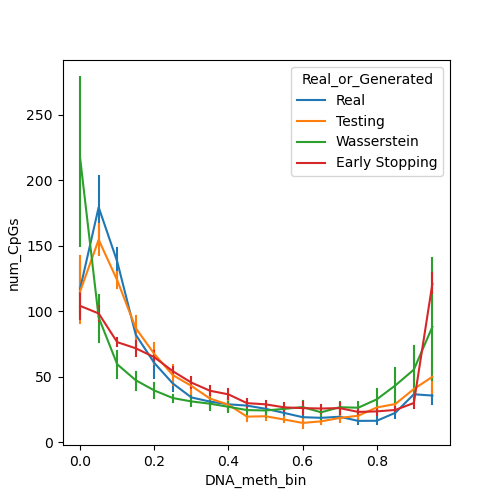 Real_or_Generated
Real
Testing
Wasserstein
Early Stopping
250
200
150
100
50
0
num_CpGs
0.0 0.2 0.4 0.6 0.8
DNA_meth_bin